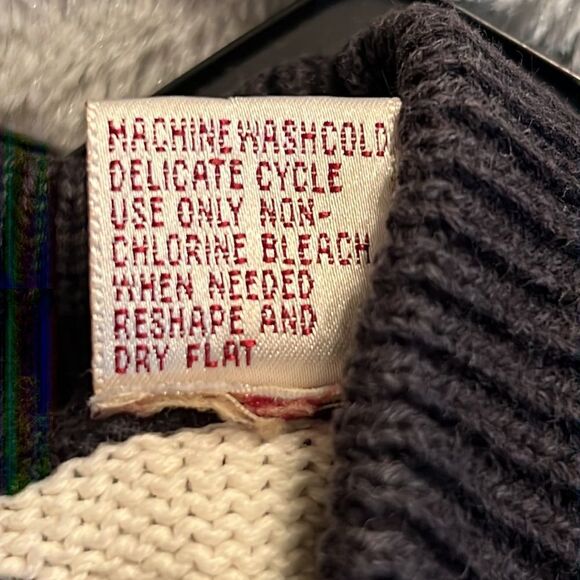 MACHINE WASH COLD
DELICATE CYCLE
USE ONLY NON-
CHLORINE BLEACH
WHEN NEEDED
RESHAPE AND
DRY FLAT